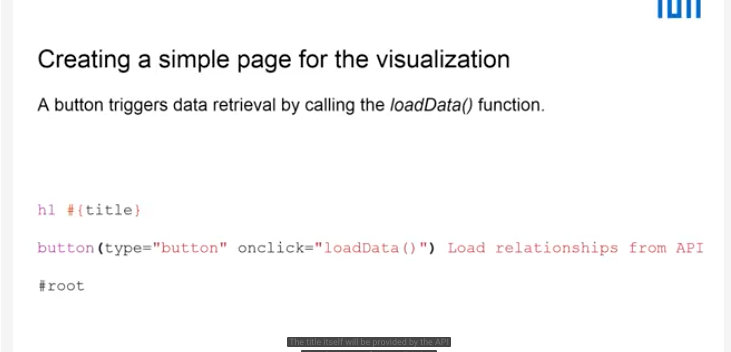 Creating a simple page for the visualization
A button triggers data retrieval by calling the loadData() function.
h1 #{title}
button(type="button" onclick="loadData()") Load relationships from API
#root
The title itself will be provided by the API